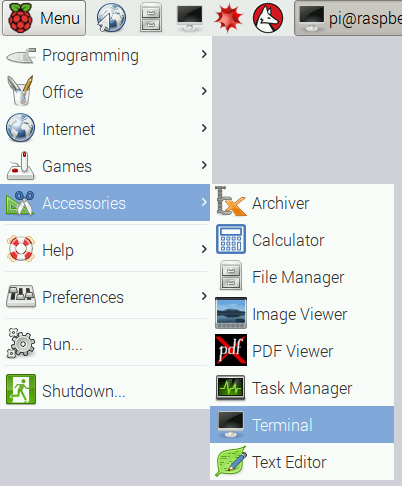 Menu
pi@raspbe
Programming
Office
Internet
Games
Accessories
Help
Preferences
Run...
Shutdown...
Archiver
Calculator
File Manager
Image Viewer
pdf
PDF Viewer
Task Manager
Terminal
Text Editor